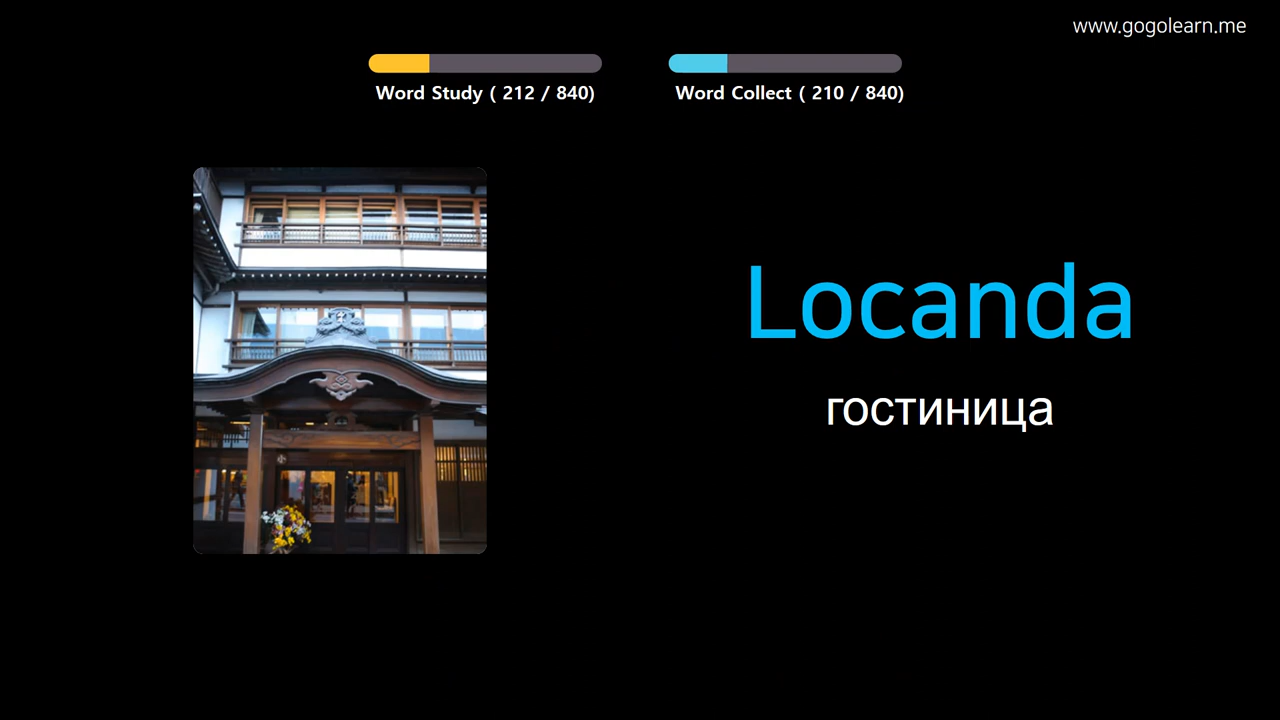 www.gogolearn.me
Word Study ( 212 / 840)
Word Collect ( 210 / 840)
Locanda
гостиница